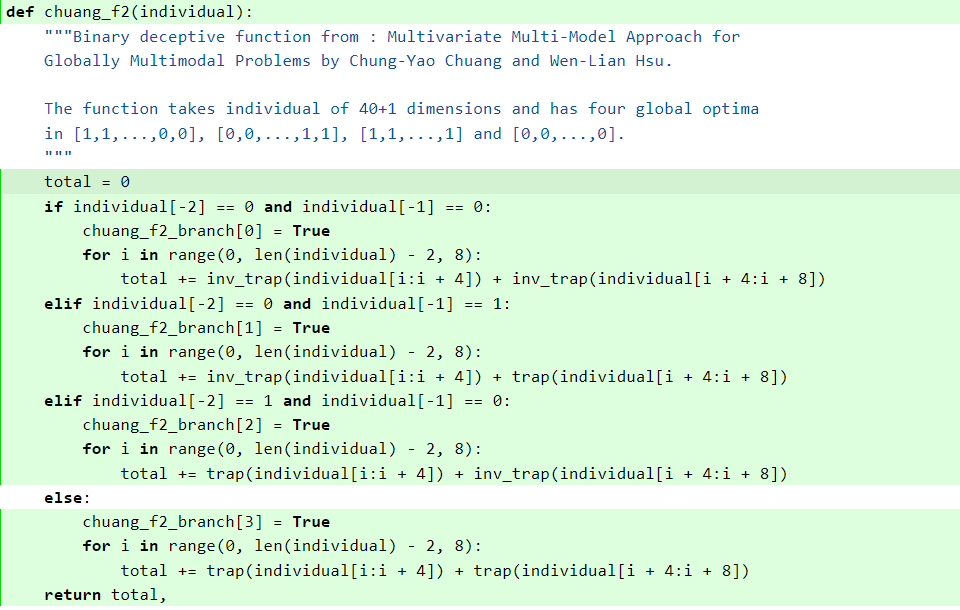 def chuang_f2(individual):
    """Binary deceptive function from : Multivariate Multi-Model Approach for
    Globally Multimodal Problems by Chung-Yao Chuang and Wen-Lian Hsu.

    The function takes individual of 40+1 dimensions and has four global optima
    in [1,1,...,0,0], [0,0,...,1,1], [1,1,...,1] and [0,0,...,0].
    """
    total = 0
    if individual[-2] == 0 and individual[-1] == 0:
        chuang_f2_branch[0] = True
        for i in range(0, len(individual) - 2, 8):
            total += inv_trap(individual[i:i + 4]) + inv_trap(individual[i + 4:i + 8])
    elif individual[-2] == 0 and individual[-1] == 1:
        chuang_f2_branch[1] = True
        for i in range(0, len(individual) - 2, 8):
            total += inv_trap(individual[i:i + 4]) + trap(individual[i + 4:i + 8])
    elif individual[-2] == 1 and individual[-1] == 0:
        chuang_f2_branch[2] = True
        for i in range(0, len(individual) - 2, 8):
            total += trap(individual[i:i + 4]) + inv_trap(individual[i + 4:i + 8])
    else:
        chuang_f2_branch[3] = True
        for i in range(0, len(individual) - 2, 8):
            total += trap(individual[i:i + 4]) + trap(individual[i + 4:i + 8])
    return total,